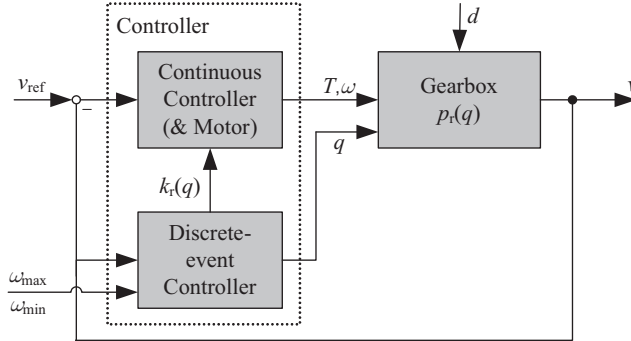 Controller
d
v_ref
−
Continuous
Controller
(& Motor)
T,ω
Gearbox
p_r(q)
v
q
k_r(q)
Discrete-
event
Controller
ω_max
ω_min